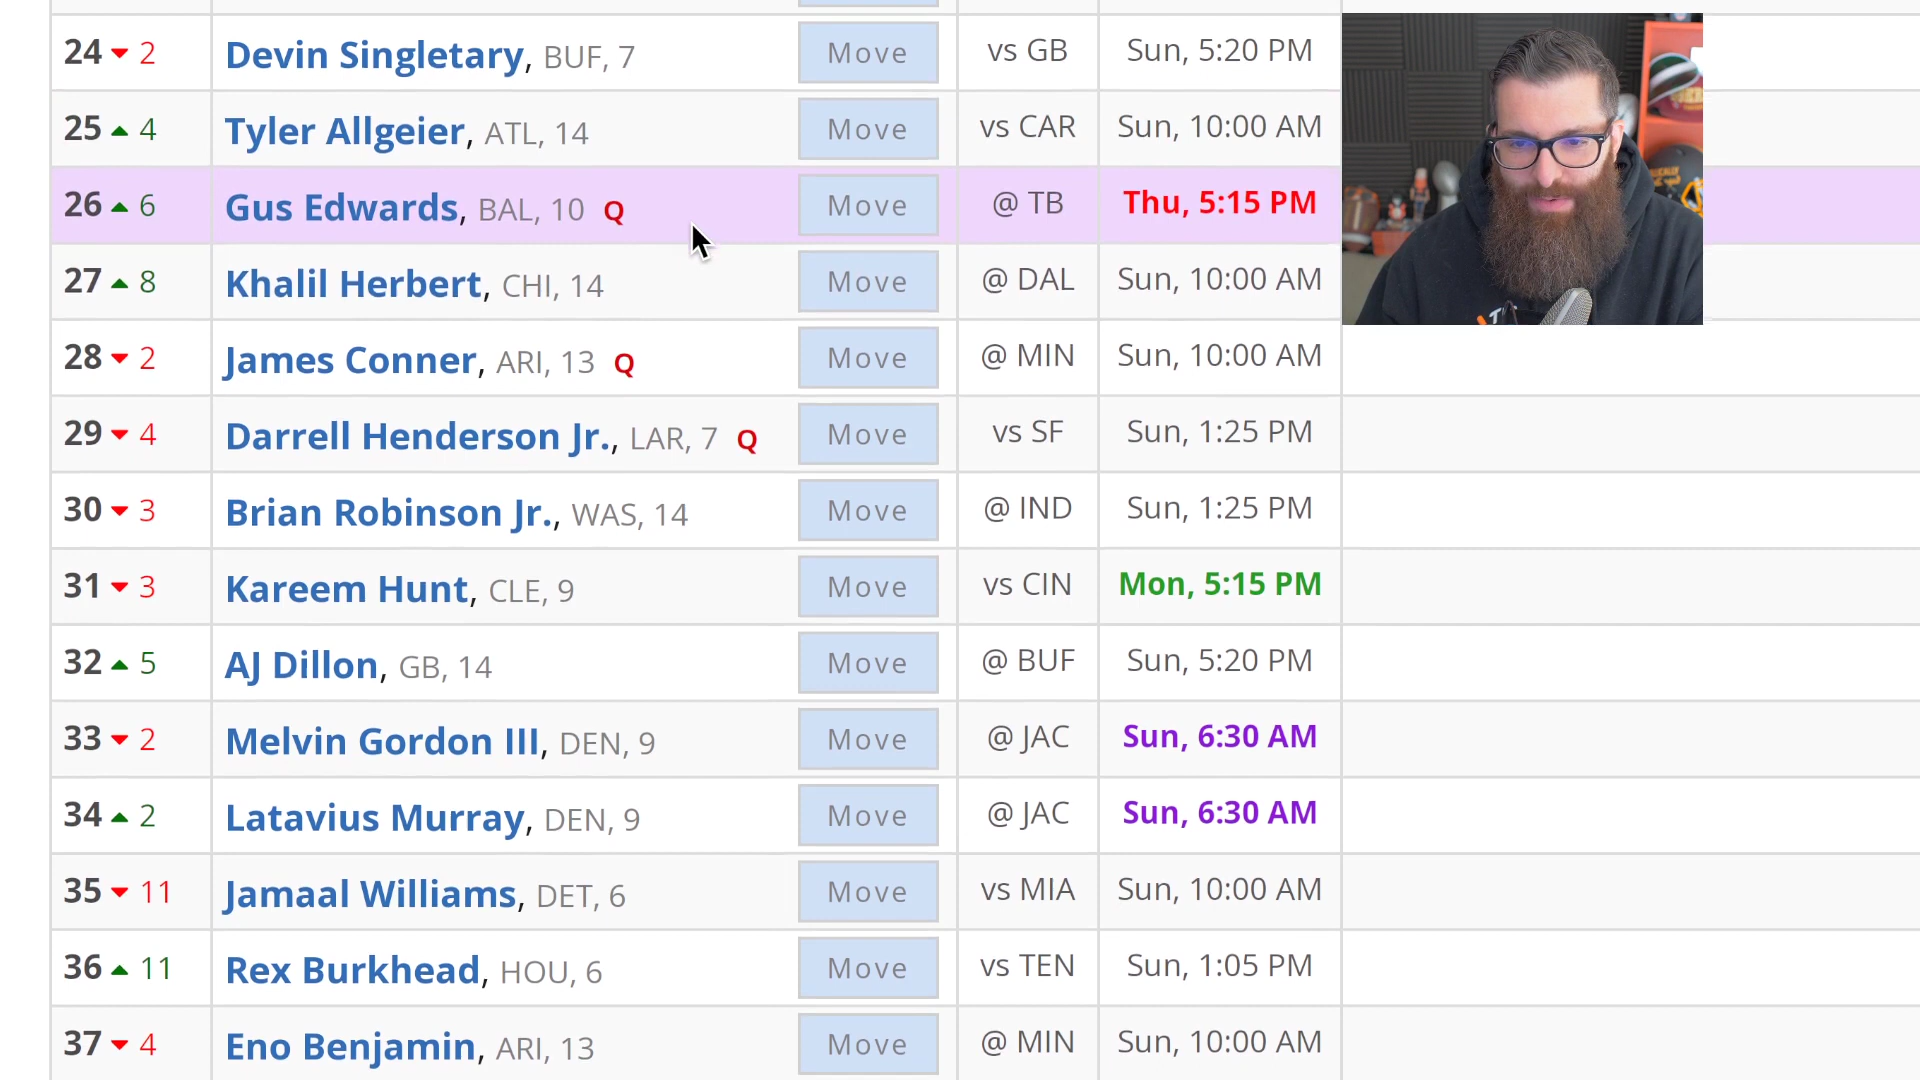 24 ▼ 2 Devin Singletary, BUF, 7 Move vs GB Sun, 5:20 PM
25 ▲ 4 Tyler Allgeier, ATL, 14 Move vs CAR Sun, 10:00 AM
26 ▲ 6 Gus Edwards, BAL, 10 Q Move @ TB Thu, 5:15 PM
27 ▲ 8 Khalil Herbert, CHI, 14 Move @ DAL Sun, 10:00 AM
28 ▼ 2 James Conner, ARI, 13 Q Move @ MIN Sun, 10:00 AM
29 ▼ 4 Darrell Henderson Jr., LAR, 7 Q Move vs SF Sun, 1:25 PM
30 ▼ 3 Brian Robinson Jr., WAS, 14 Move @ IND Sun, 1:25 PM
31 ▼ 3 Kareem Hunt, CLE, 9 Move vs CIN Mon, 5:15 PM
32 ▲ 5 AJ Dillon, GB, 14 Move @ BUF Sun, 5:20 PM
33 ▼ 2 Melvin Gordon III, DEN, 9 Move @ JAC Sun, 6:30 AM
34 ▲ 2 Latavius Murray, DEN, 9 Move @ JAC Sun, 6:30 AM
35 ▼ 11 Jamaal Williams, DET, 6 Move vs MIA Sun, 10:00 AM
36 ▲ 11 Rex Burkhead, HOU, 6 Move vs TEN Sun, 1:05 PM
37 ▼ 4 Eno Benjamin, ARI, 13 Move @ MIN Sun, 10:00 AM